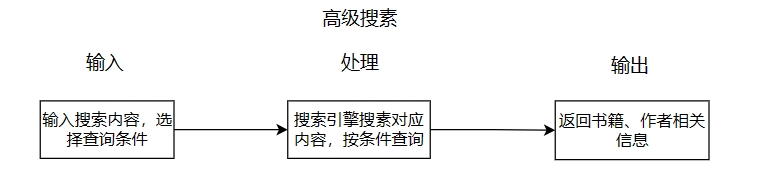 高级搜素
输入
处理
输出
输入搜索内容，选
择查询条件
搜索引擎搜素对应
内容，按条件查询
返回书籍、作者相关
信息